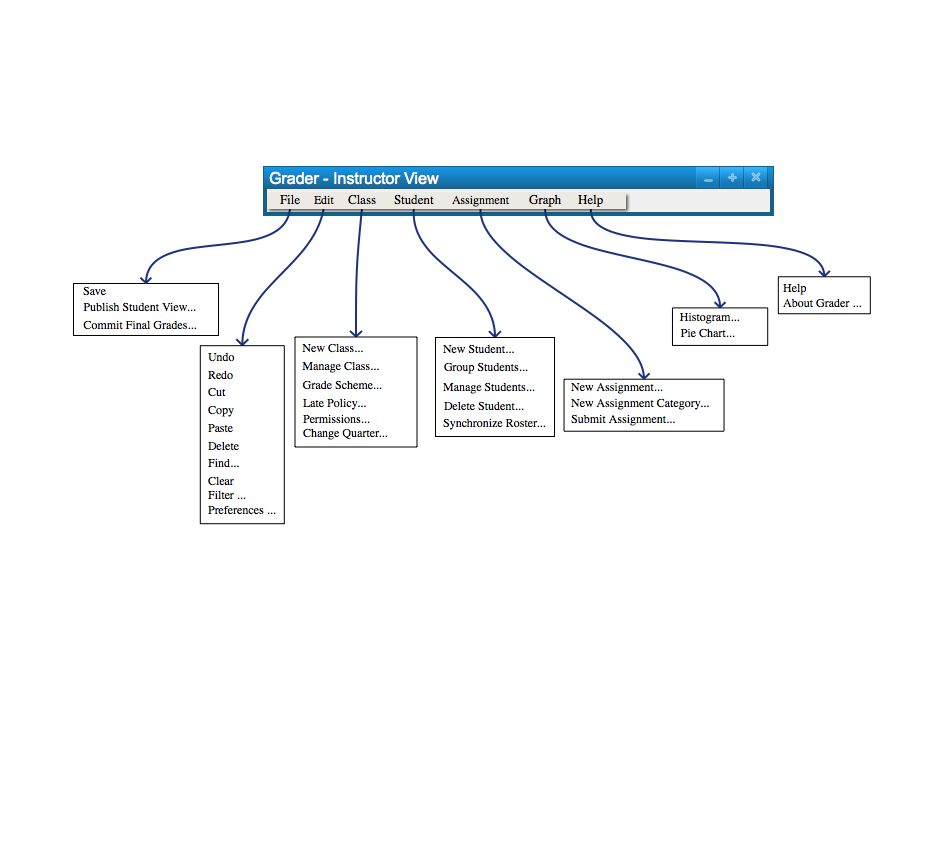 Grader - Instructor View
File Edit Class Student Assignment Graph Help
Save
Publish Student View...
Commit Final Grades...
Undo
Redo
Cut
Copy
Paste
Delete
Find...
Clear
Filter ...
Preferences ...
New Class...
Manage Class...
Grade Scheme...
Late Policy...
Permissions...
Change Quarter...
New Student...
Group Students...
Manage Students...
Delete Student...
Synchronize Roster...
New Assignment...
New Assignment Category...
Submit Assignment...
Histogram...
Pie Chart...
Help
About Grader ...